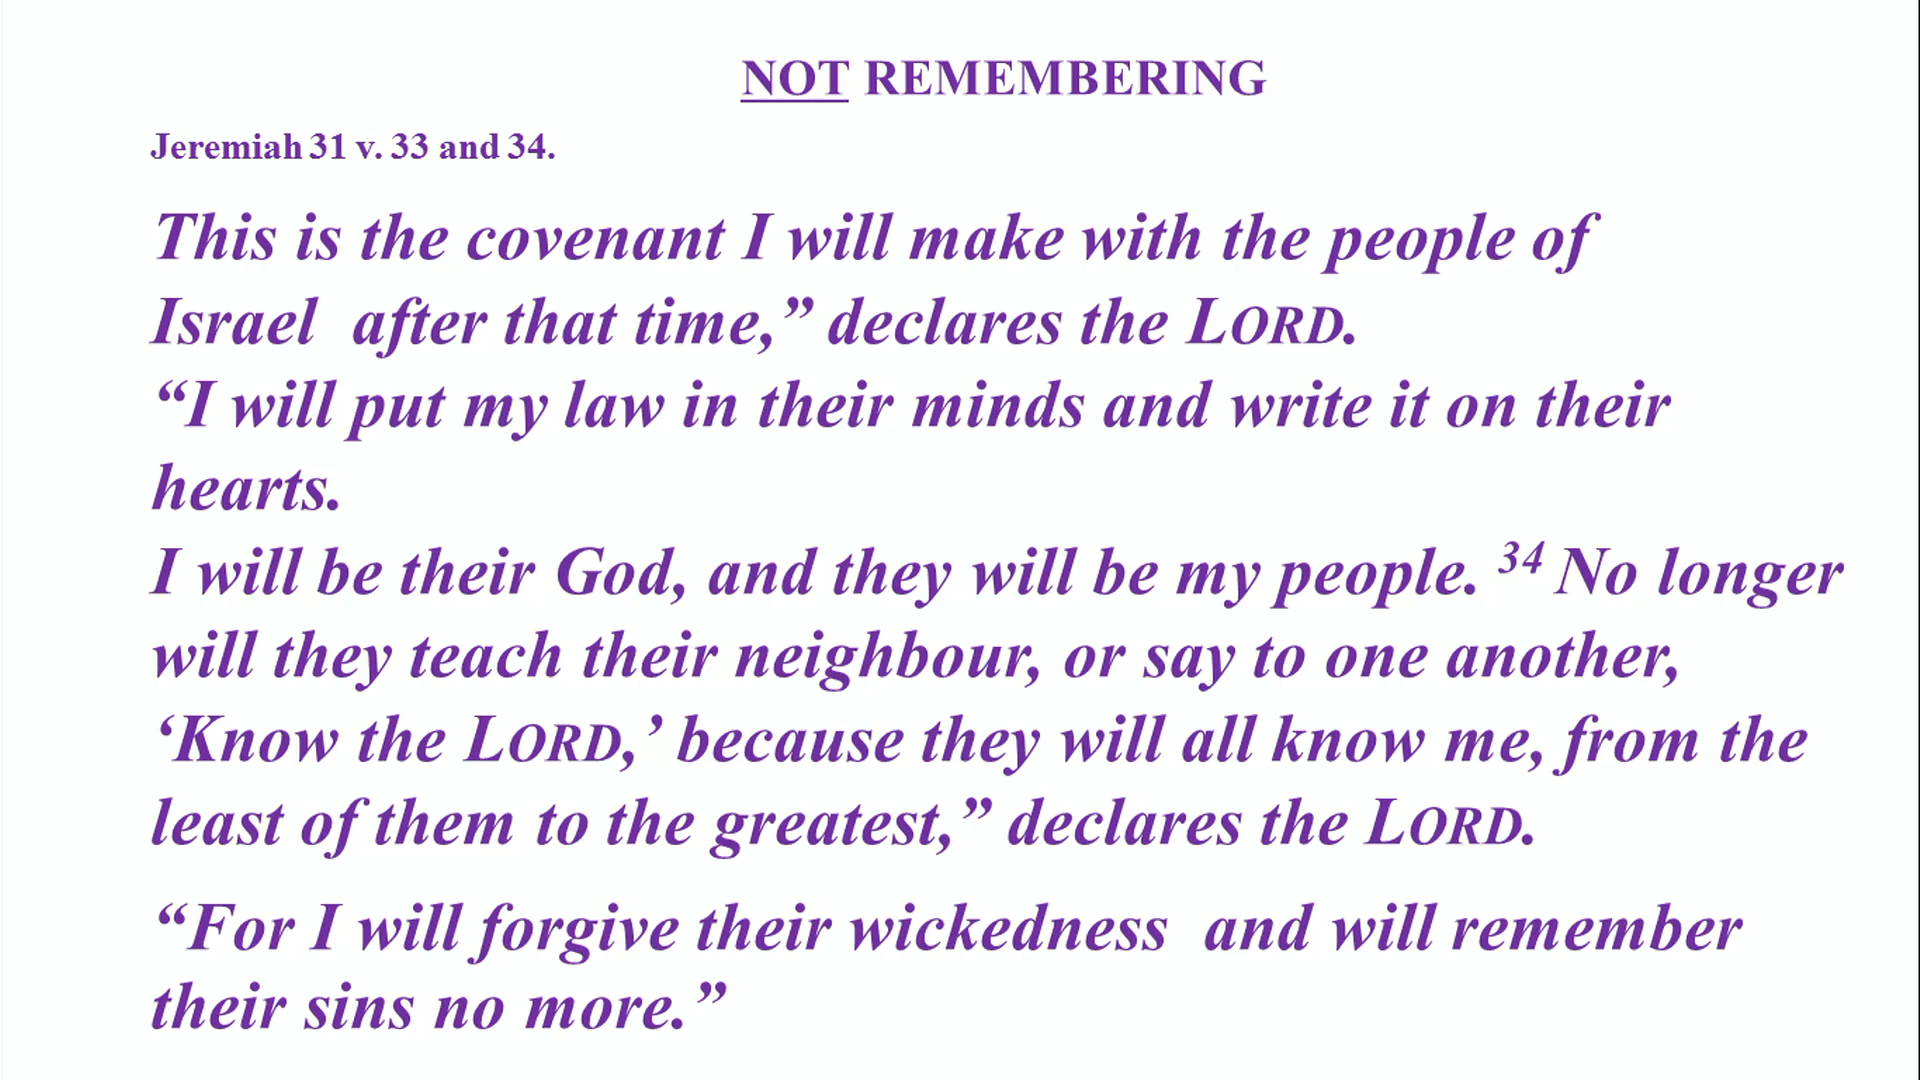 NOT REMEMBERING
Jeremiah 31 v. 33 and 34.
This is the covenant I will make with the people of
Israel  after that time,” declares the LORD.
“I will put my law in their minds and write it on their
hearts.
I will be their God, and they will be my people. 34 No longer
will they teach their neighbour, or say to one another,
‘Know the LORD,’ because they will all know me, from the
least of them to the greatest,” declares the LORD.
“For I will forgive their wickedness  and will remember
their sins no more.”